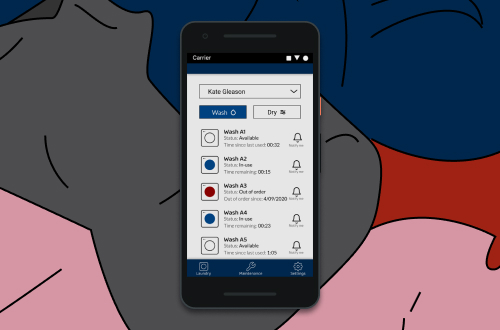 Carrier
Kate Gleason
Wash
Dry
Wash A1
Status: Available
Time since last used: 00:32
Notify me
Wash A2
Status: In-use
Time remaining: 00:15
Notify me
Wash A3
Status: Out of order
Out of order since: 4/09/2020
Notify me
Wash A4
Status: In-use
Time remaining: 00:23
Notify me
Wash A5
Status: Available
Time since last used: 1:05
Notify me
Laundry
Maintenance
Settings